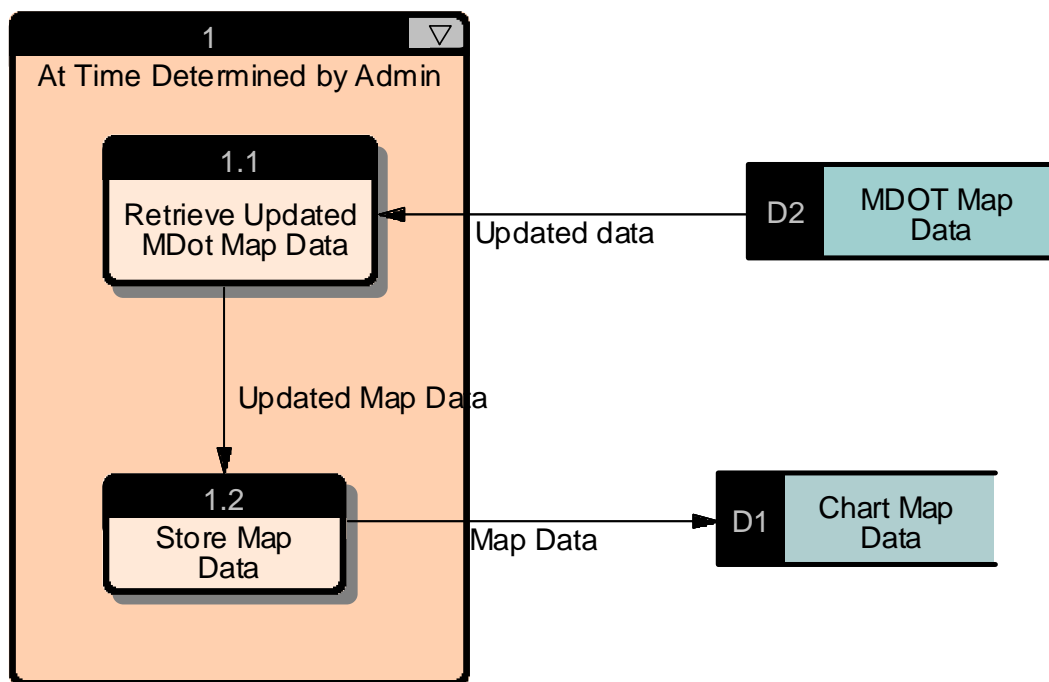 1
At Time Determined by Admin
1.1
Retrieve Updated
MDot Map Data
Updated data
D2
MDOT Map
Data
Updated Map Data
1.2
Store Map
Data
Map Data
D1
Chart Map
Data